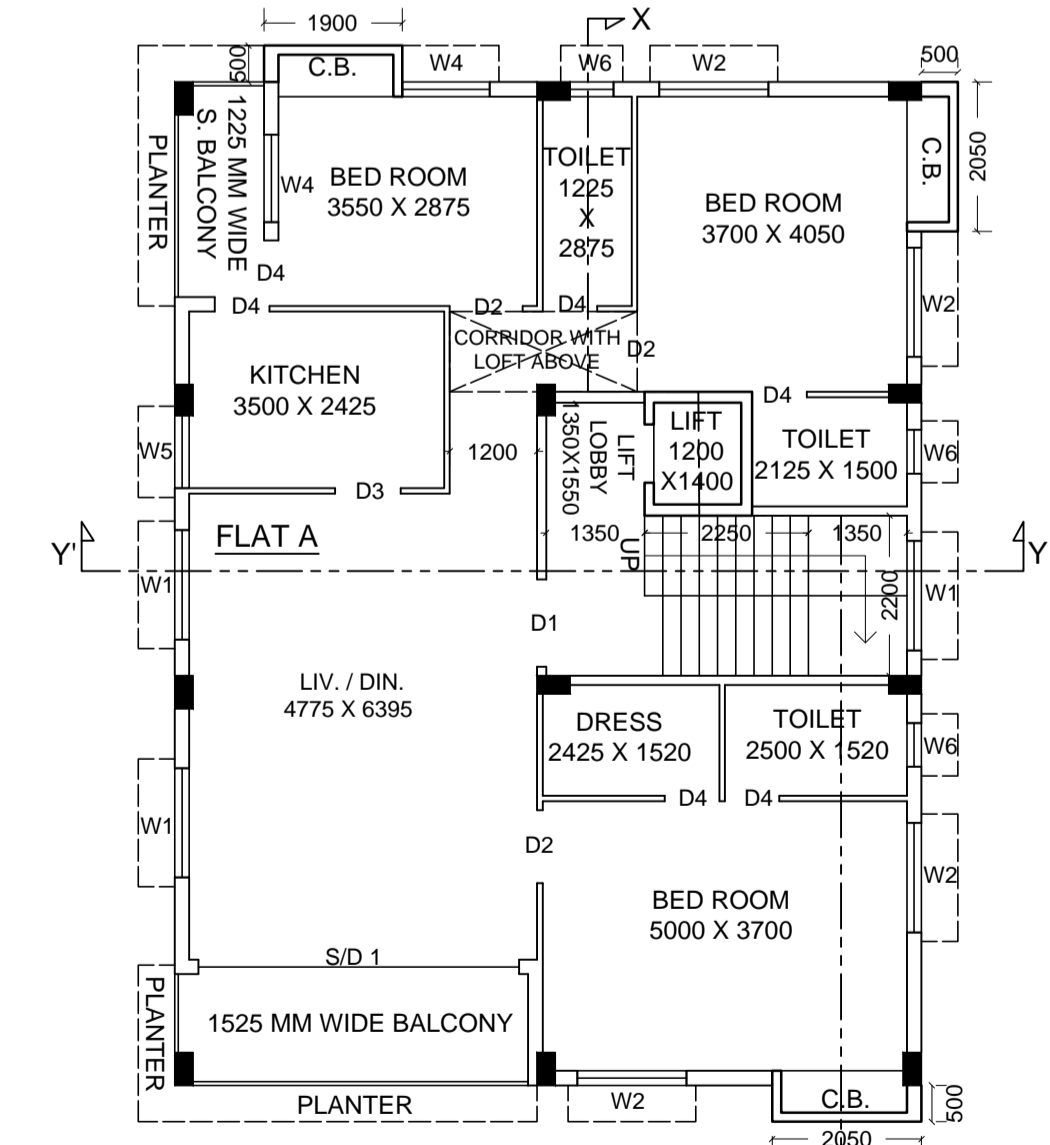 1900
X
500
C.B.
W4
W6
W2
500
PLANTER
1225 MM WIDE
S. BALCONY
W4
BED ROOM
3550 X 2875
TOILET
1225
X
2875
BED ROOM
3700 X 4050
C.B.
2050
D4
D4
D2
D4
W2
CORRIDOR WITH
LOFT ABOVE
D2
KITCHEN
3500 X 2425
D4
W5
1200
LIFT
LOBBY
1350X1550
LIFT
1200
X1400
TOILET
2125 X 1500
W6
D3
FLAT A
1350
UP
2250
1350
Y'
Y
W1
2200
W1
D1
LIV. / DIN.
4775 X 6395
DRESS
2425 X 1520
TOILET
2500 X 1520
W6
D4
D4
W1
D2
W2
BED ROOM
5000 X 3700
S/D 1
PLANTER
1525 MM WIDE BALCONY
PLANTER
W2
C.B.
500
2050